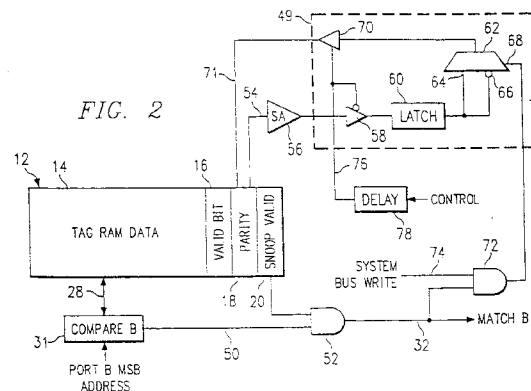 49
70
62
68
71
60
64
66
FIG. 2
54
SA
LATCH
56
58
12
14
16
76
VALID BIT
PARITY
SNOOP VALID
DELAY
CONTROL
TAG RAM DATA
78
74
72
SYSTEM
BUS WRITE
28
18
20
COMPARE B
MATCH B
31
50
52
32
PORT B MSB
ADDRESS